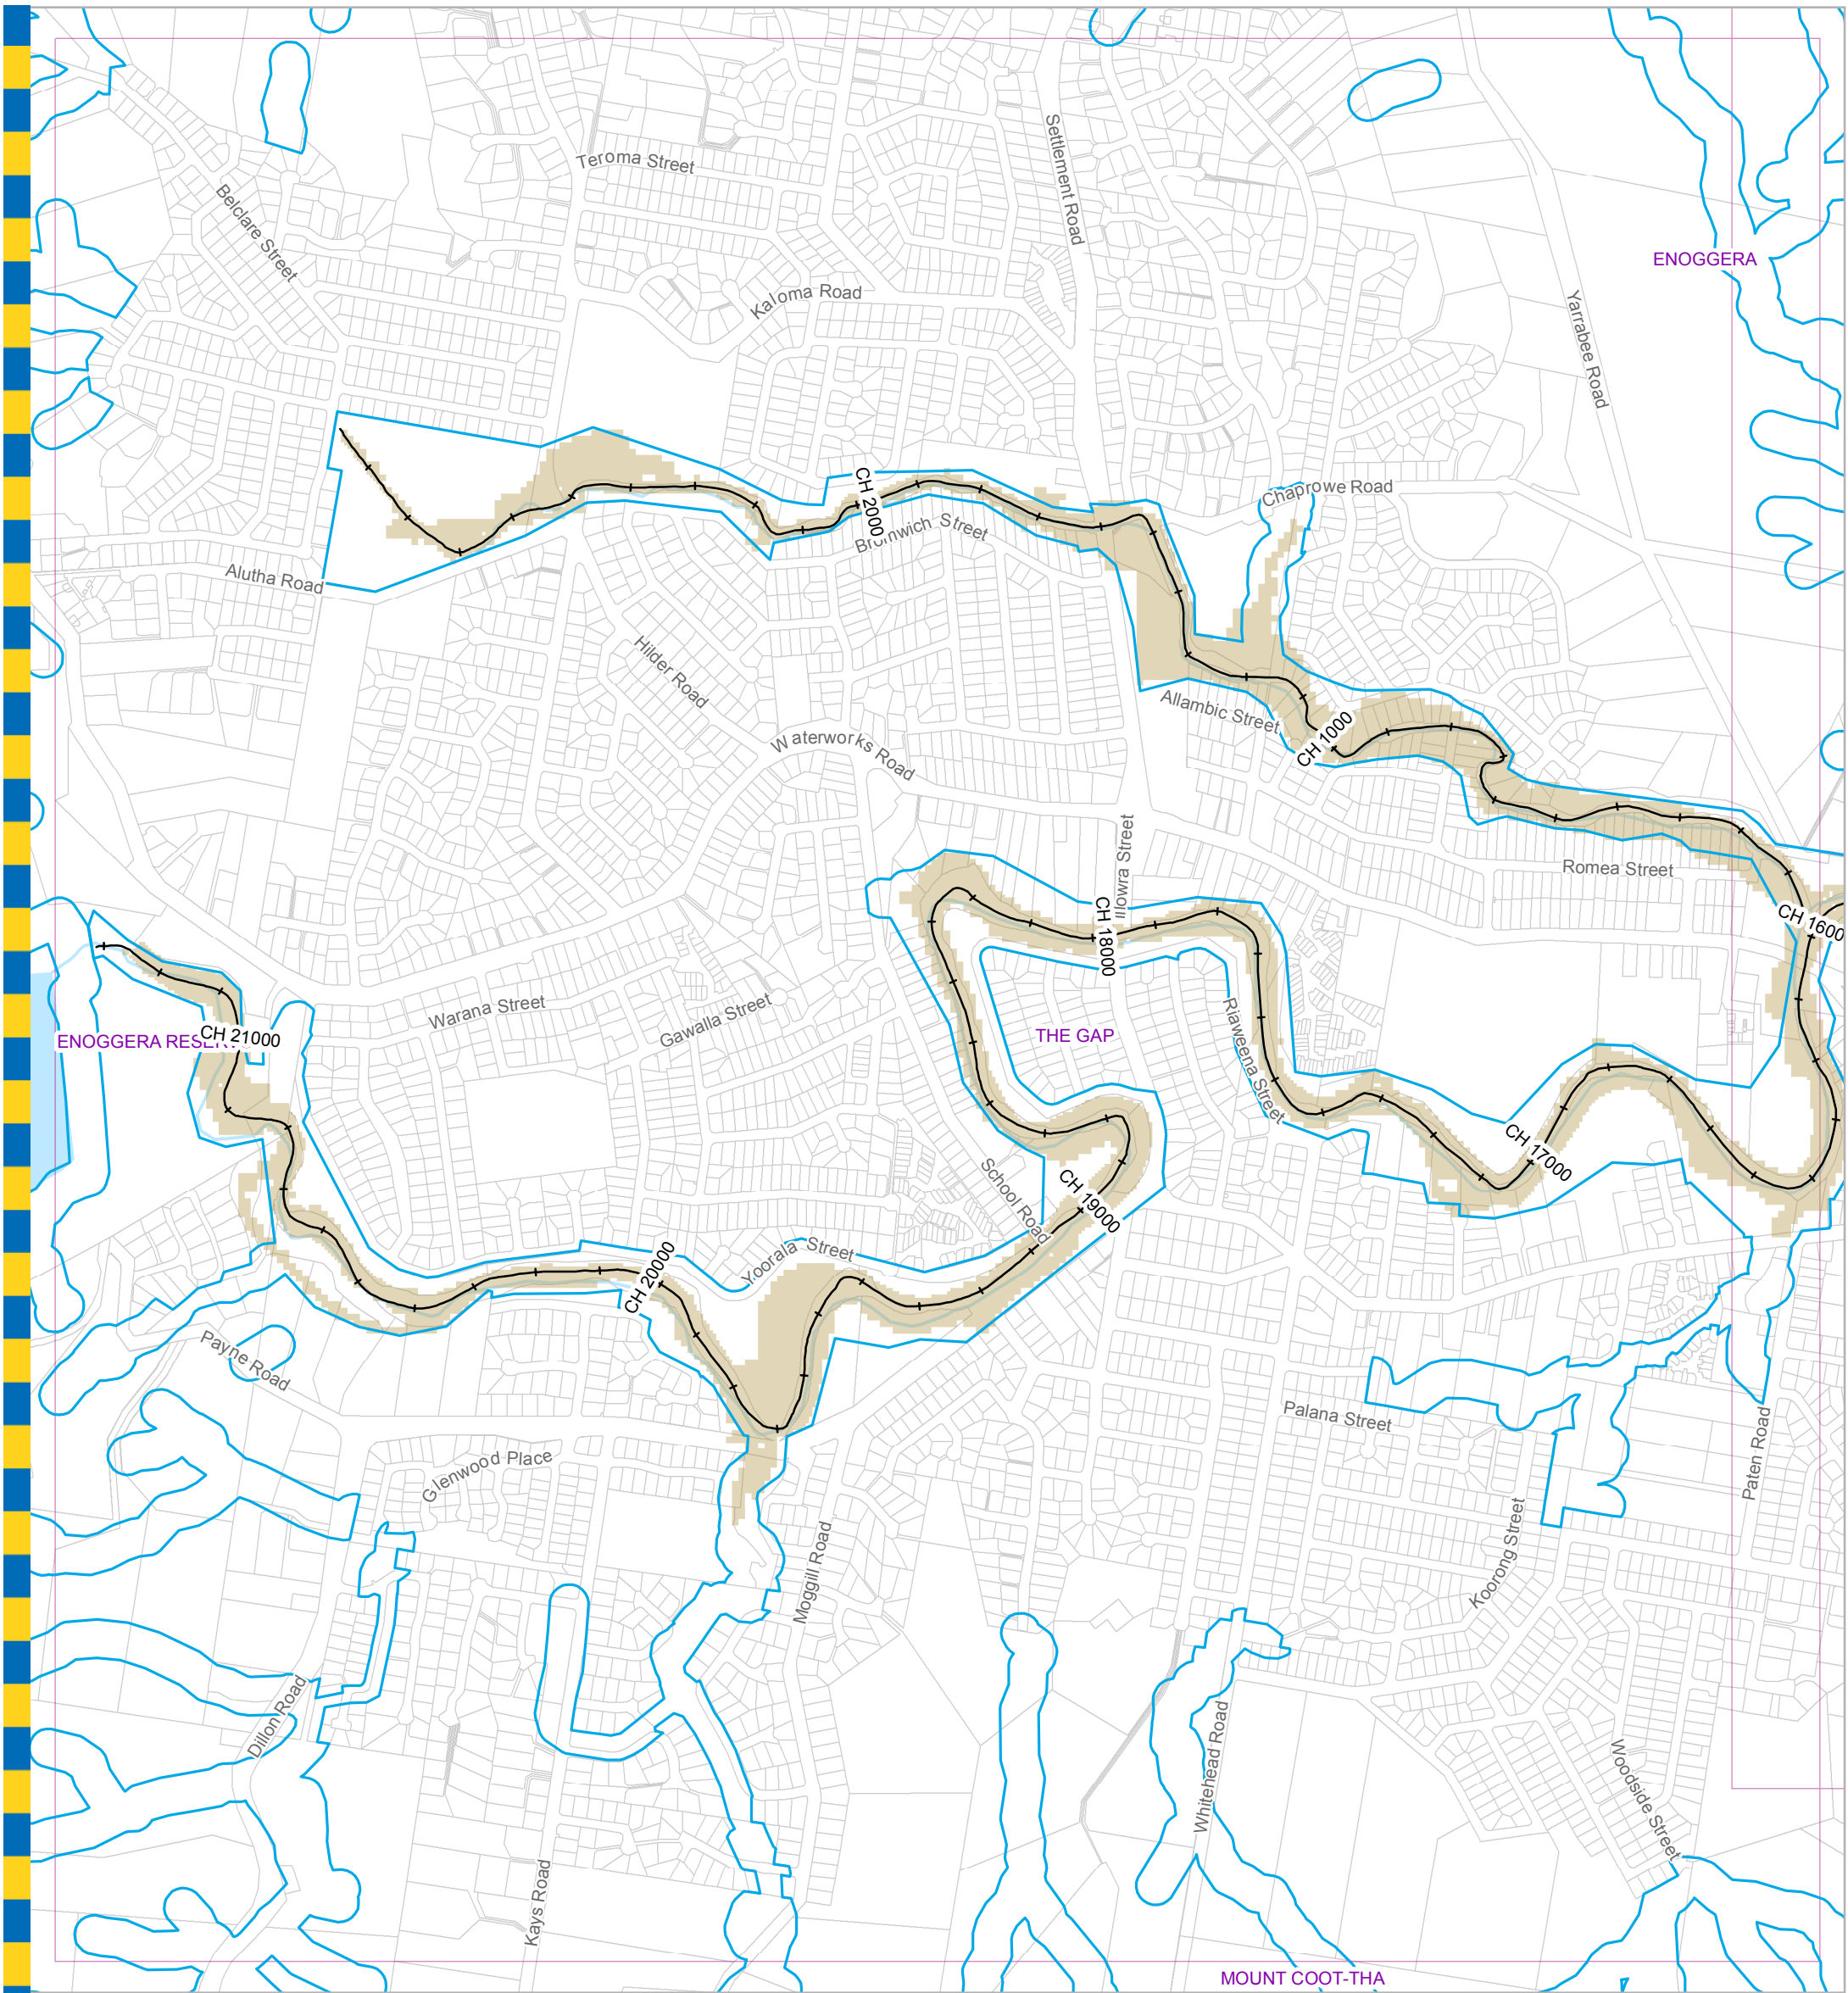 Teroma Street
Settlement Road
Belclare Street
ENOGGERA
Kaloma Road
Yarrabee Road
CH 2000
Chaprowe Road
Bromwich Street
Alutha Road
Hilder Road
Allambic Street
CH 1000
Waterworks Road
Illowra Street
Romea Street
CH 18000
CH 1600
Warana Street
Gawalla Street
CH 21000
THE GAP
Riaweena Street
CH 17000
School Road
CH 19000
Yoorala Street
CH 20000
Payne Road
Palana Street
Paten Road
Glenwood Place
Koorong Street
Moggill Road
Dillon Road
Whitehead Road
Woodside Street
Kays Road
MOUNT COOT-THA